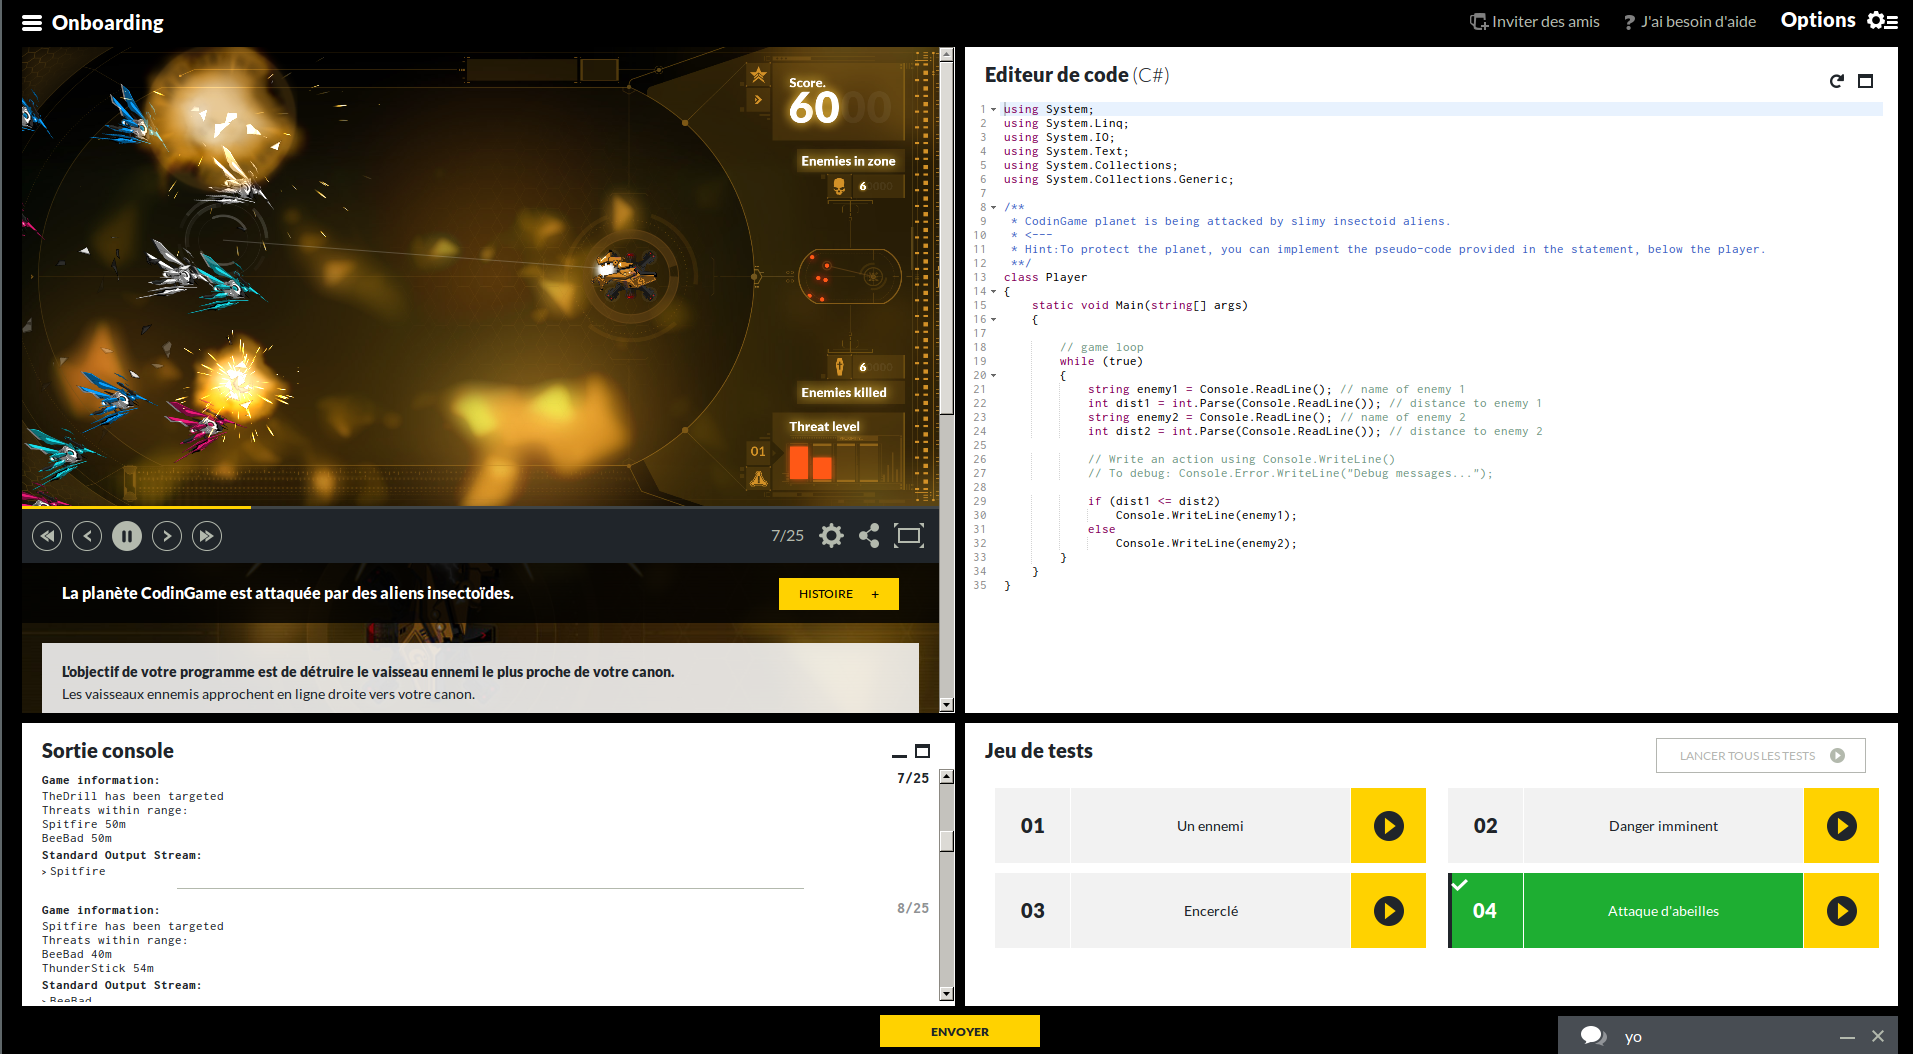 Onboarding
Inviter des amis
? J'ai besoin d'aide
Options
Score.
6000
Enemies in zone
60000
60000
Enemies killed
Threat level
01
7/25
La planète CodinGame est attaquée par des aliens insectoïdes.
HISTOIRE +
L'objectif de votre programme est de détruire le vaisseau ennemi le plus proche de votre canon.
Les vaisseaux ennemis approchent en ligne droite vers votre canon.
Editeur de code (C#)
1 using System;
2 using System.Linq;
3 using System.IO;
4 using System.Text;
5 using System.Collections;
6 using System.Collections.Generic;
7
8 /**
9  * CodinGame planet is being attacked by slimy insectoid aliens.
10  * <---
11  * Hint:To protect the planet, you can implement the pseudo-code provided in the statement, below the player.
12  **/
13 class Player
14 {
15     static void Main(string[] args)
16     {
17
18         // game loop
19         while (true)
20         {
21             string enemy1 = Console.ReadLine(); // name of enemy 1
22             int dist1 = int.Parse(Console.ReadLine()); // distance to enemy 1
23             string enemy2 = Console.ReadLine(); // name of enemy 2
24             int dist2 = int.Parse(Console.ReadLine()); // distance to enemy 2
25
26             // Write an action using Console.WriteLine()
27             // To debug: Console.Error.WriteLine("Debug messages...");
28
29             if (dist1 <= dist2)
30                 Console.WriteLine(enemy1);
31             else
32                 Console.WriteLine(enemy2);
33         }
34     }
35 }
Sortie console
Game information:
7/25
TheDrill has been targeted
Threats within range:
Spitfire 50m
BeeBad 50m
Standard Output Stream:
> Spitfire
Game information:
8/25
Spitfire has been targeted
Threats within range:
BeeBad 40m
ThunderStick 54m
Standard Output Stream:
> BeeBad
Jeu de tests
LANCER TOUS LES TESTS
01 Un ennemi
02 Danger imminent
03 Encerclé
04 Attaque d'abeilles
ENVOYER
yo